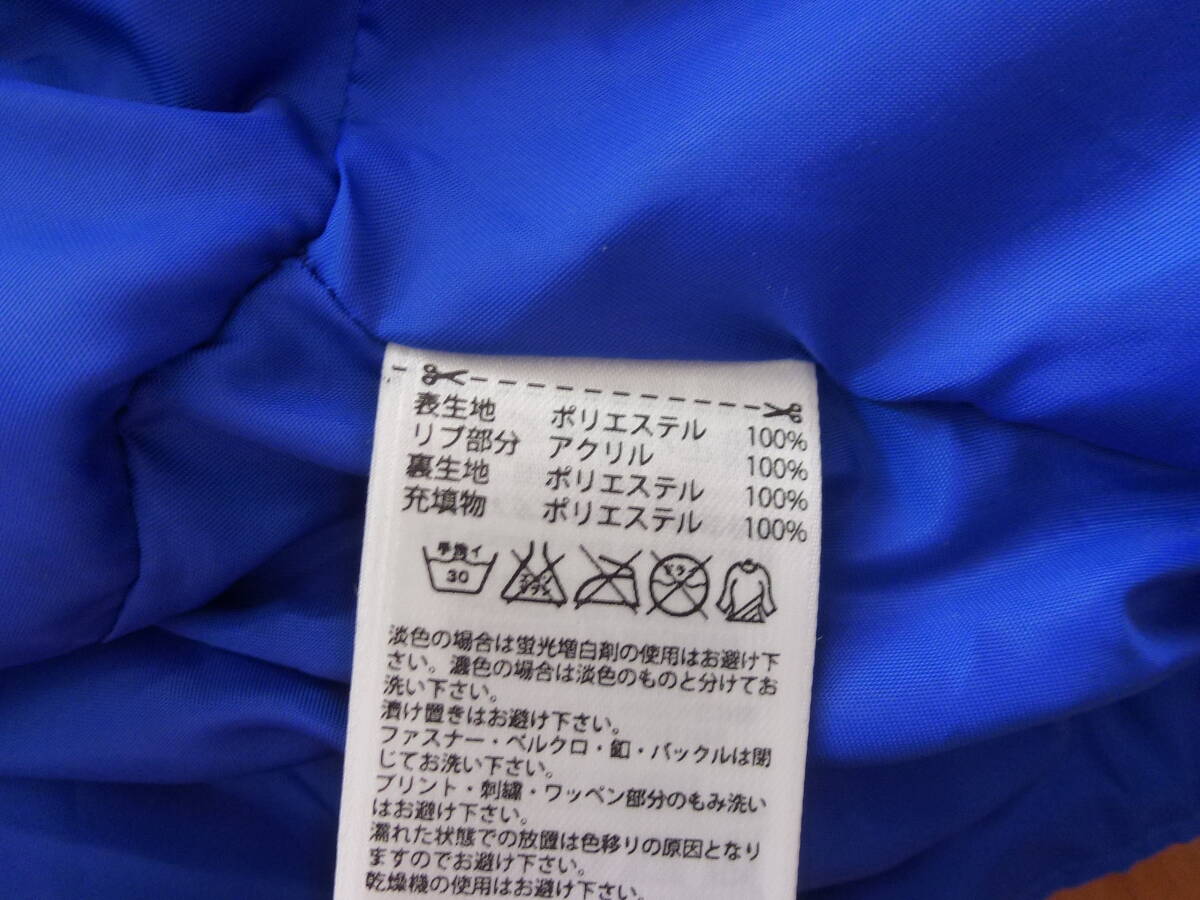 表生地 ポリエステル 100%
リブ部分 アクリル 100%
裏生地 ポリエステル 100%
充填物 ポリエステル 100%
手洗イ
30
エンソ
サラシ
ドライ
淡色の場合は蛍光増白剤の使用はお避け下
さい。濃色の場合は淡色のものと分けてお
洗い下さい。
漬け置きはお避け下さい。
ファスナー・ベルクロ・釦・バックルは閉
じてお洗い下さい。
プリント・刺繍・ワッペン部分のもみ洗い
はお避け下さい。
濡れた状態での放置は色移りの原因となり
ますのでお避け下さい。
乾燥機の使用はお避け下さい。